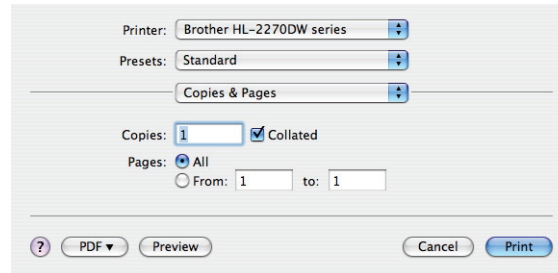 Printer: Brother HL-2270DW series
Presets: Standard
Copies & Pages
Copies: 1 Collated
Pages: All
From: 1 to: 1
? PDF ▾ Preview Cancel Print